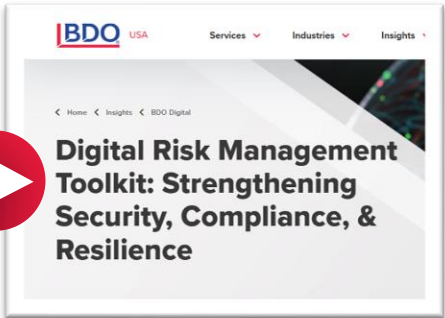 BDO USA Services Industries Insights
Home Insights BDO Digital
Digital Risk Management
Toolkit: Strengthening
Security, Compliance, &
Resilience